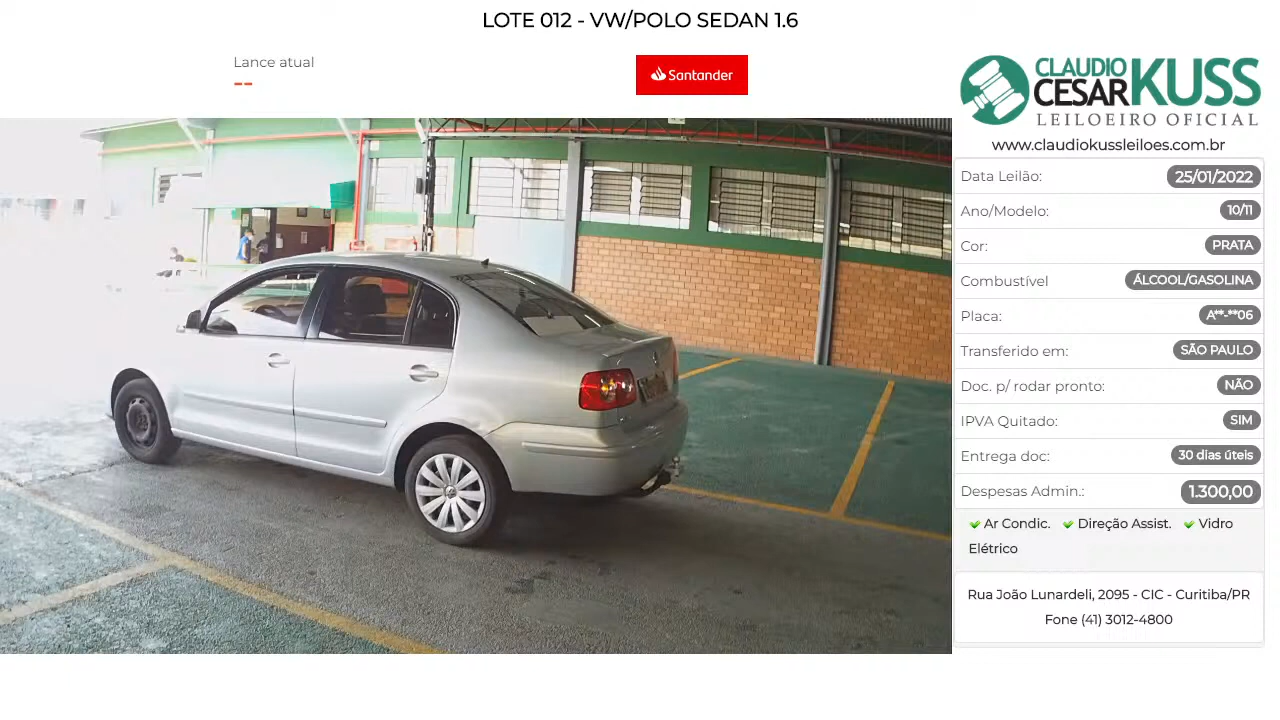 LOTE 012 - VW/POLO SEDAN 1.6
Lance atual
--
Santander
CLAUDIO
CESAR KUSS
LEILOEIRO OFICIAL
www.claudiokussleiloes.com.br
Data Leilão: 25/01/2022
Ano/Modelo: 10/11
Cor: PRATA
Combustível ÁLCOOL/GASOLINA
Placa: A**-**06
Transferido em: SÃO PAULO
Doc. p/ rodar pronto: NÃO
IPVA Quitado: SIM
Entrega doc: 30 dias úteis
Despesas Admin.: 1.300,00
Ar Condic. Direção Assist. Vidro
Elétrico
Rua João Lunardeli, 2095 - CIC - Curitiba/PR
Fone (41) 3012-4800